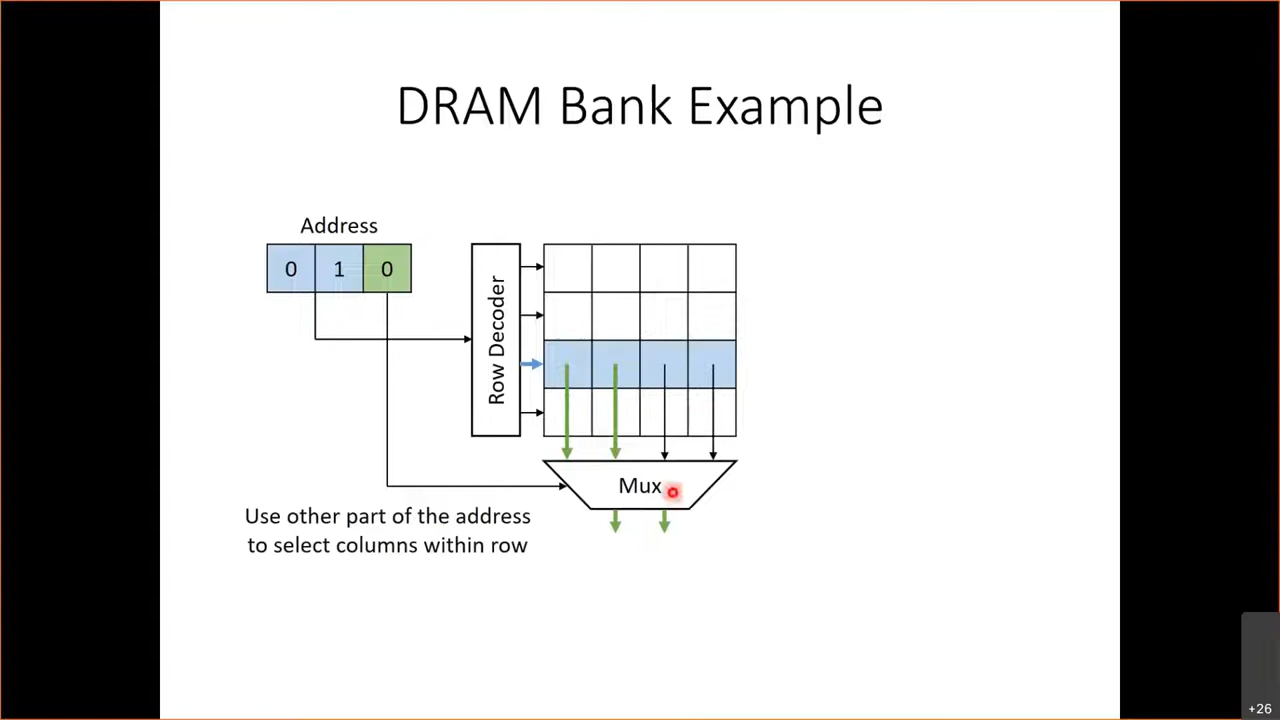 DRAM Bank Example
Address
0 1 0
Row Decoder
Mux
Use other part of the address
to select columns within row
+26